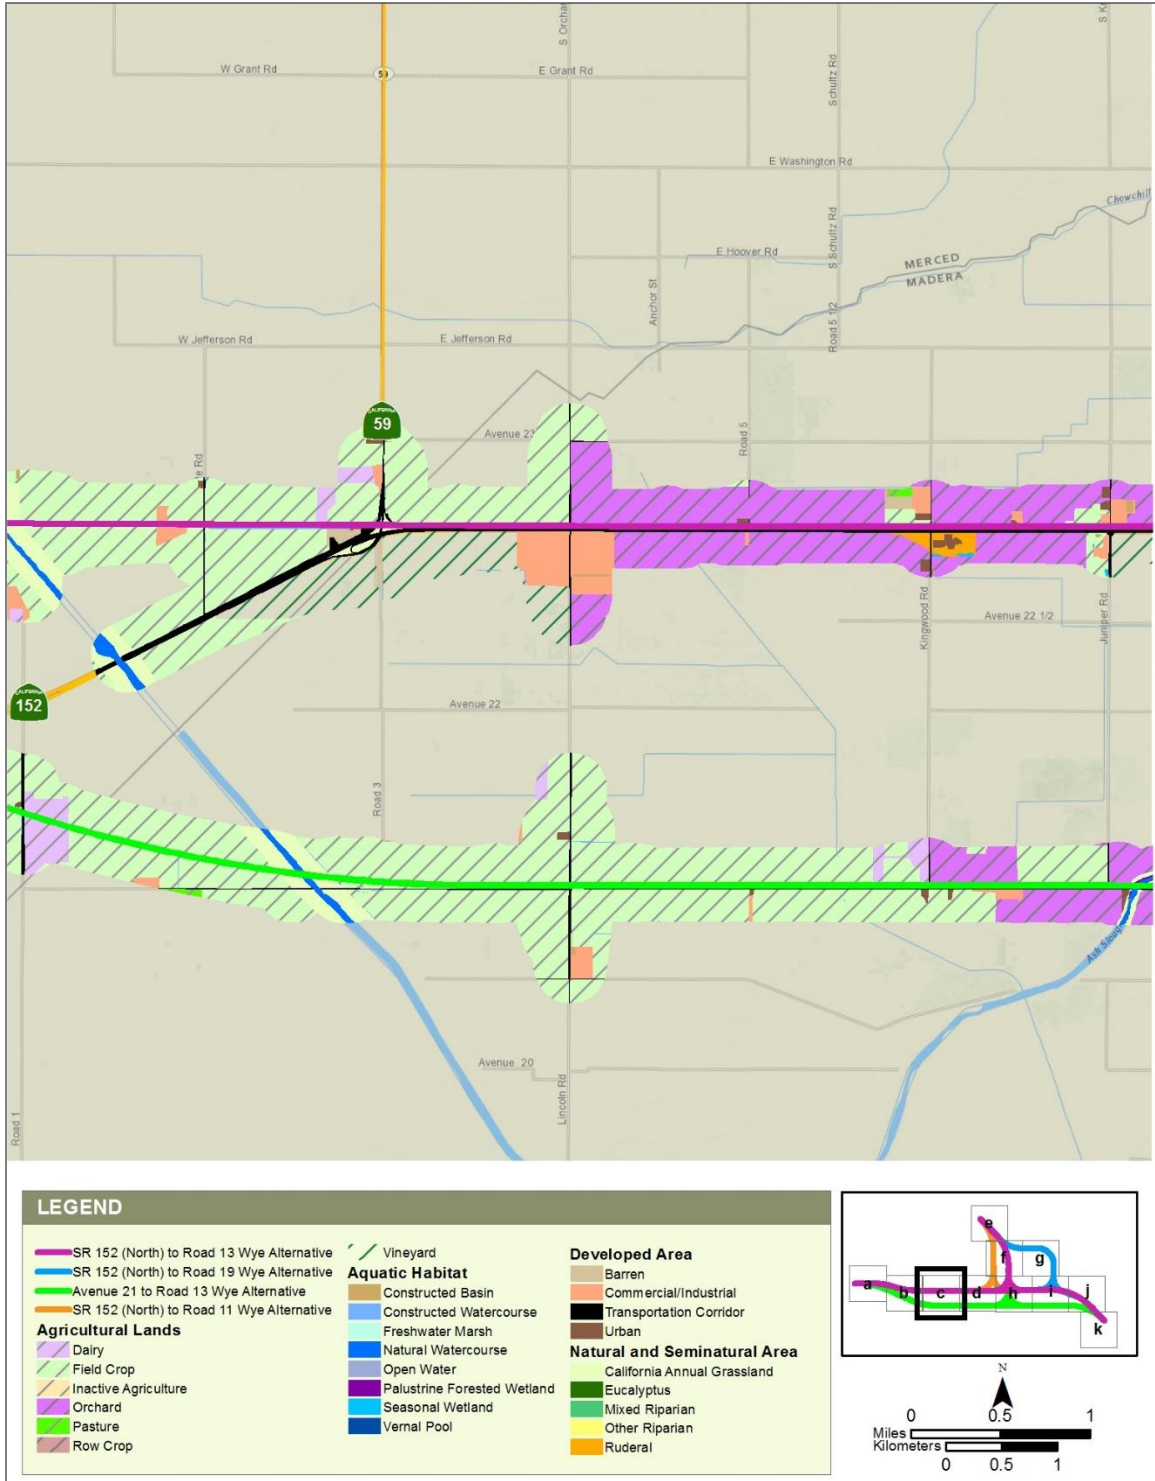 S Orchar
S Kr
W Grant Rd
59
E Grant Rd
Schultz Rd
E Washington Rd
Chowchill
S Schultz Rd
E Hoover Rd
MERCED
MADERA
Anchor St
Road 5 1/2
W Jefferson Rd
E Jefferson Rd
CALIFORNIA
59
Avenue 23
Road 5
te Rd
Kingwood Rd
Avenue 22 1/2
Juniper Rd
CALIFORNIA
152
Avenue 22
Road 3
Ash Slough
Avenue 20
Lincoln Rd
Road 1
LEGEND
SR 152 (North) to Road 13 Wye Alternative
SR 152 (North) to Road 19 Wye Alternative
Avenue 21 to Road 13 Wye Alternative
SR 152 (North) to Road 11 Wye Alternative
Agricultural Lands
Dairy
Field Crop
Inactive Agriculture
Orchard
Pasture
Row Crop
Vineyard
Aquatic Habitat
Constructed Basin
Constructed Watercourse
Freshwater Marsh
Natural Watercourse
Open Water
Palustrine Forested Wetland
Seasonal Wetland
Vernal Pool
Developed Area
Barren
Commercial/Industrial
Transportation Corridor
Urban
Natural and Seminatural Area
California Annual Grassland
Eucalyptus
Mixed Riparian
Other Riparian
Ruderal
e
f
g
a
b
c
d
h
i
j
k
N
0 0.5 1
Miles
Kilometers
0 0.5 1